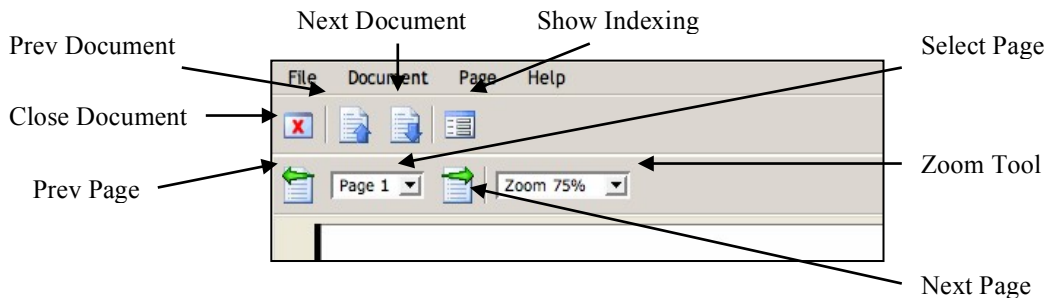 Next Document
Show Indexing
Prev Document
Select Page
File Document Page Help
Close Document
Zoom Tool
Prev Page
Page 1
Zoom 75%
Next Page